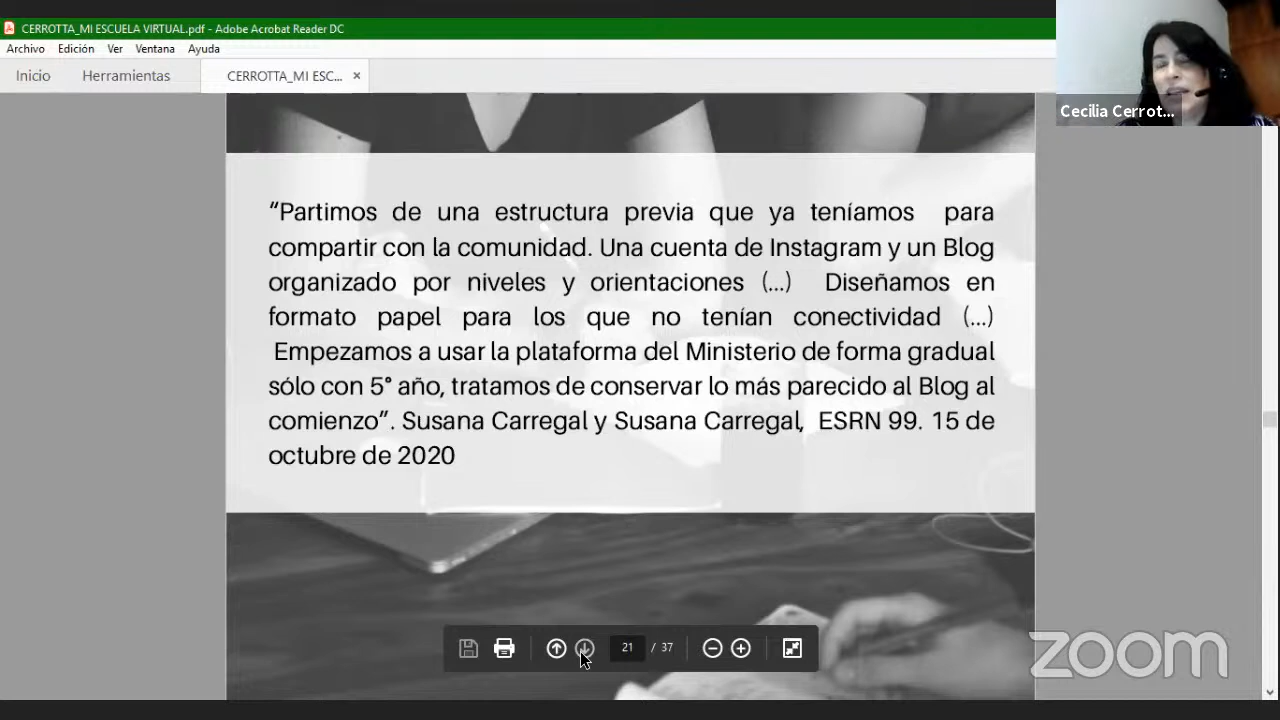 CERROTTA_MI ESCUELA VIRTUAL.pdf - Adobe Acrobat Reader DC
Archivo Edición Ver Ventana Ayuda
Inicio Herramientas CERROTTA_MI ESC... ×
Cecilia Cerrot...
“Partimos de una estructura previa que ya teníamos para
compartir con la comunidad. Una cuenta de Instagram y un Blog
organizado por niveles y orientaciones (...) Diseñamos en
formato papel para los que no tenían conectividad (...)
Empezamos a usar la plataforma del Ministerio de forma gradual
sólo con 5° año, tratamos de conservar lo más parecido al Blog al
comienzo”. Susana Carregal y Susana Carregal, ESRN 99. 15 de
octubre de 2020
21 / 37
zoom